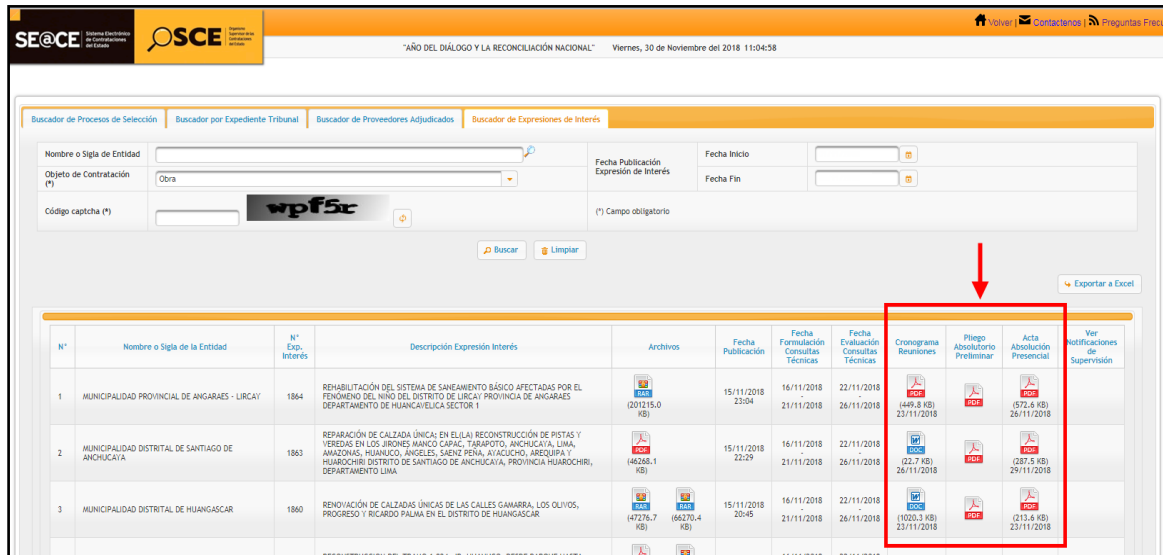 Volver | Contactenos | Preguntas Frecu
SE@CE Sistema Electrónico de Contrataciones del Estado
OSCE
"AÑO DEL DIÁLOGO Y LA RECONCILIACIÓN NACIONAL" Viernes, 30 de Noviembre del 2018 11:04:58
Buscador de Procesos de Selección Buscador por Expediente Tribunal Buscador de Proveedores Adjudicados Buscador de Expresiones de Interés
Nombre o Sigla de Entidad
Objeto de Contratación (*) Obra
Fecha Publicación Expresión de Interés
Fecha Inicio
Fecha Fin
Código captcha (*) wpf5r
(*) Campo obligatorio
Buscar Limpiar
Exportar a Excel
N° Nombre o Sigla de la Entidad N° Exp. Interés Descripción Expresión Interés Archivos Fecha Publicación Fecha Formulación Consultas Técnicas Fecha Evaluación Consultas Técnicas Cronograma Reuniones Pliego Absolutorio Preliminar Acta Absolución Presencial Ver Notificaciones de Supervisión
1 MUNICIPALIDAD PROVINCIAL DE ANGARAES - LIRCAY 1864
REHABILITACIÓN DEL SISTEMA DE SANEAMIENTO BÁSICO AFECTADAS POR EL
FENÓMENO DEL NIÑO DEL DISTRITO DE LIRCAY PROVINCIA DE ANGARAES
DEPARTAMENTO DE HUANCAVELICA SECTOR 1
RAR (201215.0 KB)
15/11/2018 23:04
16/11/2018 - 21/11/2018
22/11/2018 - 26/11/2018
PDF (449.8 KB) 23/11/2018
PDF
PDF (572.6 KB) 26/11/2018
2 MUNICIPALIDAD DISTRITAL DE SANTIAGO DE ANCHUCAYA 1863
REPARACIÓN DE CALZADA ÚNICA; EN EL(LA) RECONSTRUCCIÓN DE PISTAS Y
VEREDAS EN LOS JIRONES MANCO CAPAC, TARAPOTO, ANCHUCAYA, LIMA,
AMAZONAS, HUANUCO, ÁNGELES, SAENZ PEÑA, AYACUCHO, AREQUIPA Y
HUAROCHIRI DISTRITO DE SANTIAGO DE ANCHUCAYA, PROVINCIA HUAROCHIRI,
DEPARTAMENTO LIMA
PDF (46268.1 KB)
15/11/2018 22:29
16/11/2018 - 21/11/2018
22/11/2018 - 26/11/2018
DOC (22.7 KB) 26/11/2018
PDF
PDF (287.5 KB) 29/11/2018
3 MUNICIPALIDAD DISTRITAL DE HUANGASCAR 1860
RENOVACIÓN DE CALZADAS ÚNICAS DE LAS CALLES GAMARRA, LOS OLIVOS,
PROGRESO Y RICARDO PALMA EN EL DISTRITO DE HUANGASCAR
RAR (47276.7 KB) RAR (66270.4 KB)
15/11/2018 20:45
16/11/2018 - 21/11/2018
22/11/2018 - 26/11/2018
DOC (1020.3 KB) 23/11/2018
PDF
PDF (213.6 KB) 23/11/2018